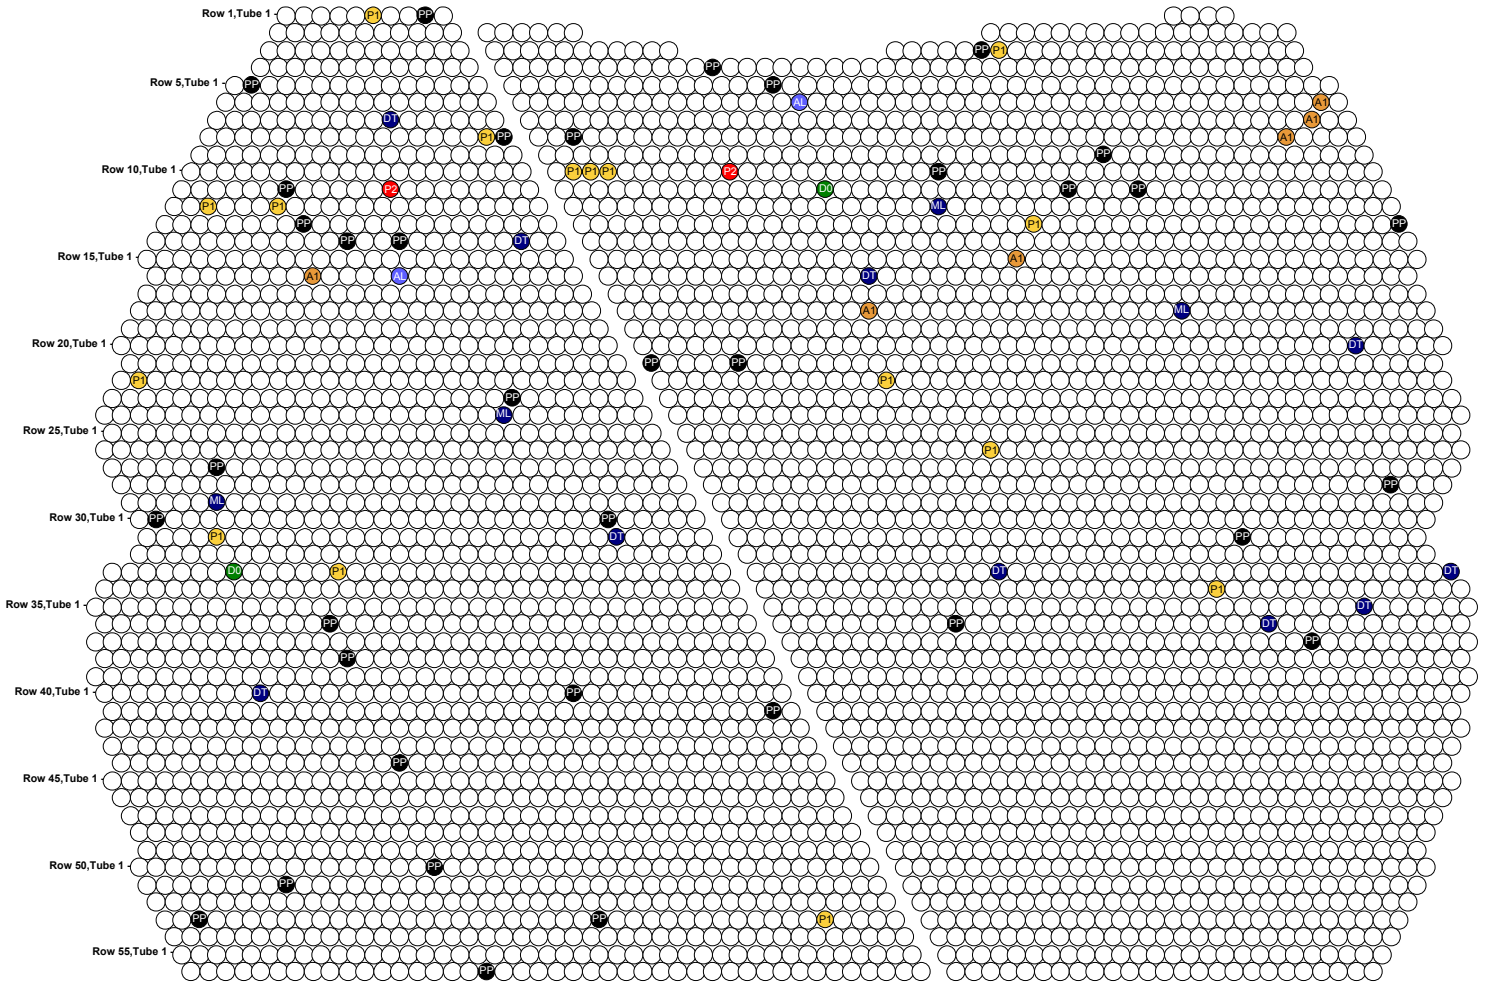 Row 1,Tube 1 P1 PP
PP P1
PP
Row 5,Tube 1 PP PP
AL A1
DT A1
P1 PP PP A1
PP
Row 10,Tube 1 P1 P1 P1 P2 PP
PP P2 D0 PP PP
P1 P1 ML
PP P1 PP
PP PP DT
Row 15,Tube 1 A1
A1 AL DT
A1 ML
Row 20,Tube 1 DT
PP PP
P1 P1
PP
ML
Row 25,Tube 1
P1
PP
PP
ML
Row 30,Tube 1 PP PP
P1 DT PP
D0 P1 DT DT
P1
Row 35,Tube 1 DT
PP PP DT
PP
PP
Row 40,Tube 1 DT PP
PP
PP
Row 45,Tube 1
Row 50,Tube 1 PP
PP
PP PP P1
Row 55,Tube 1
PP